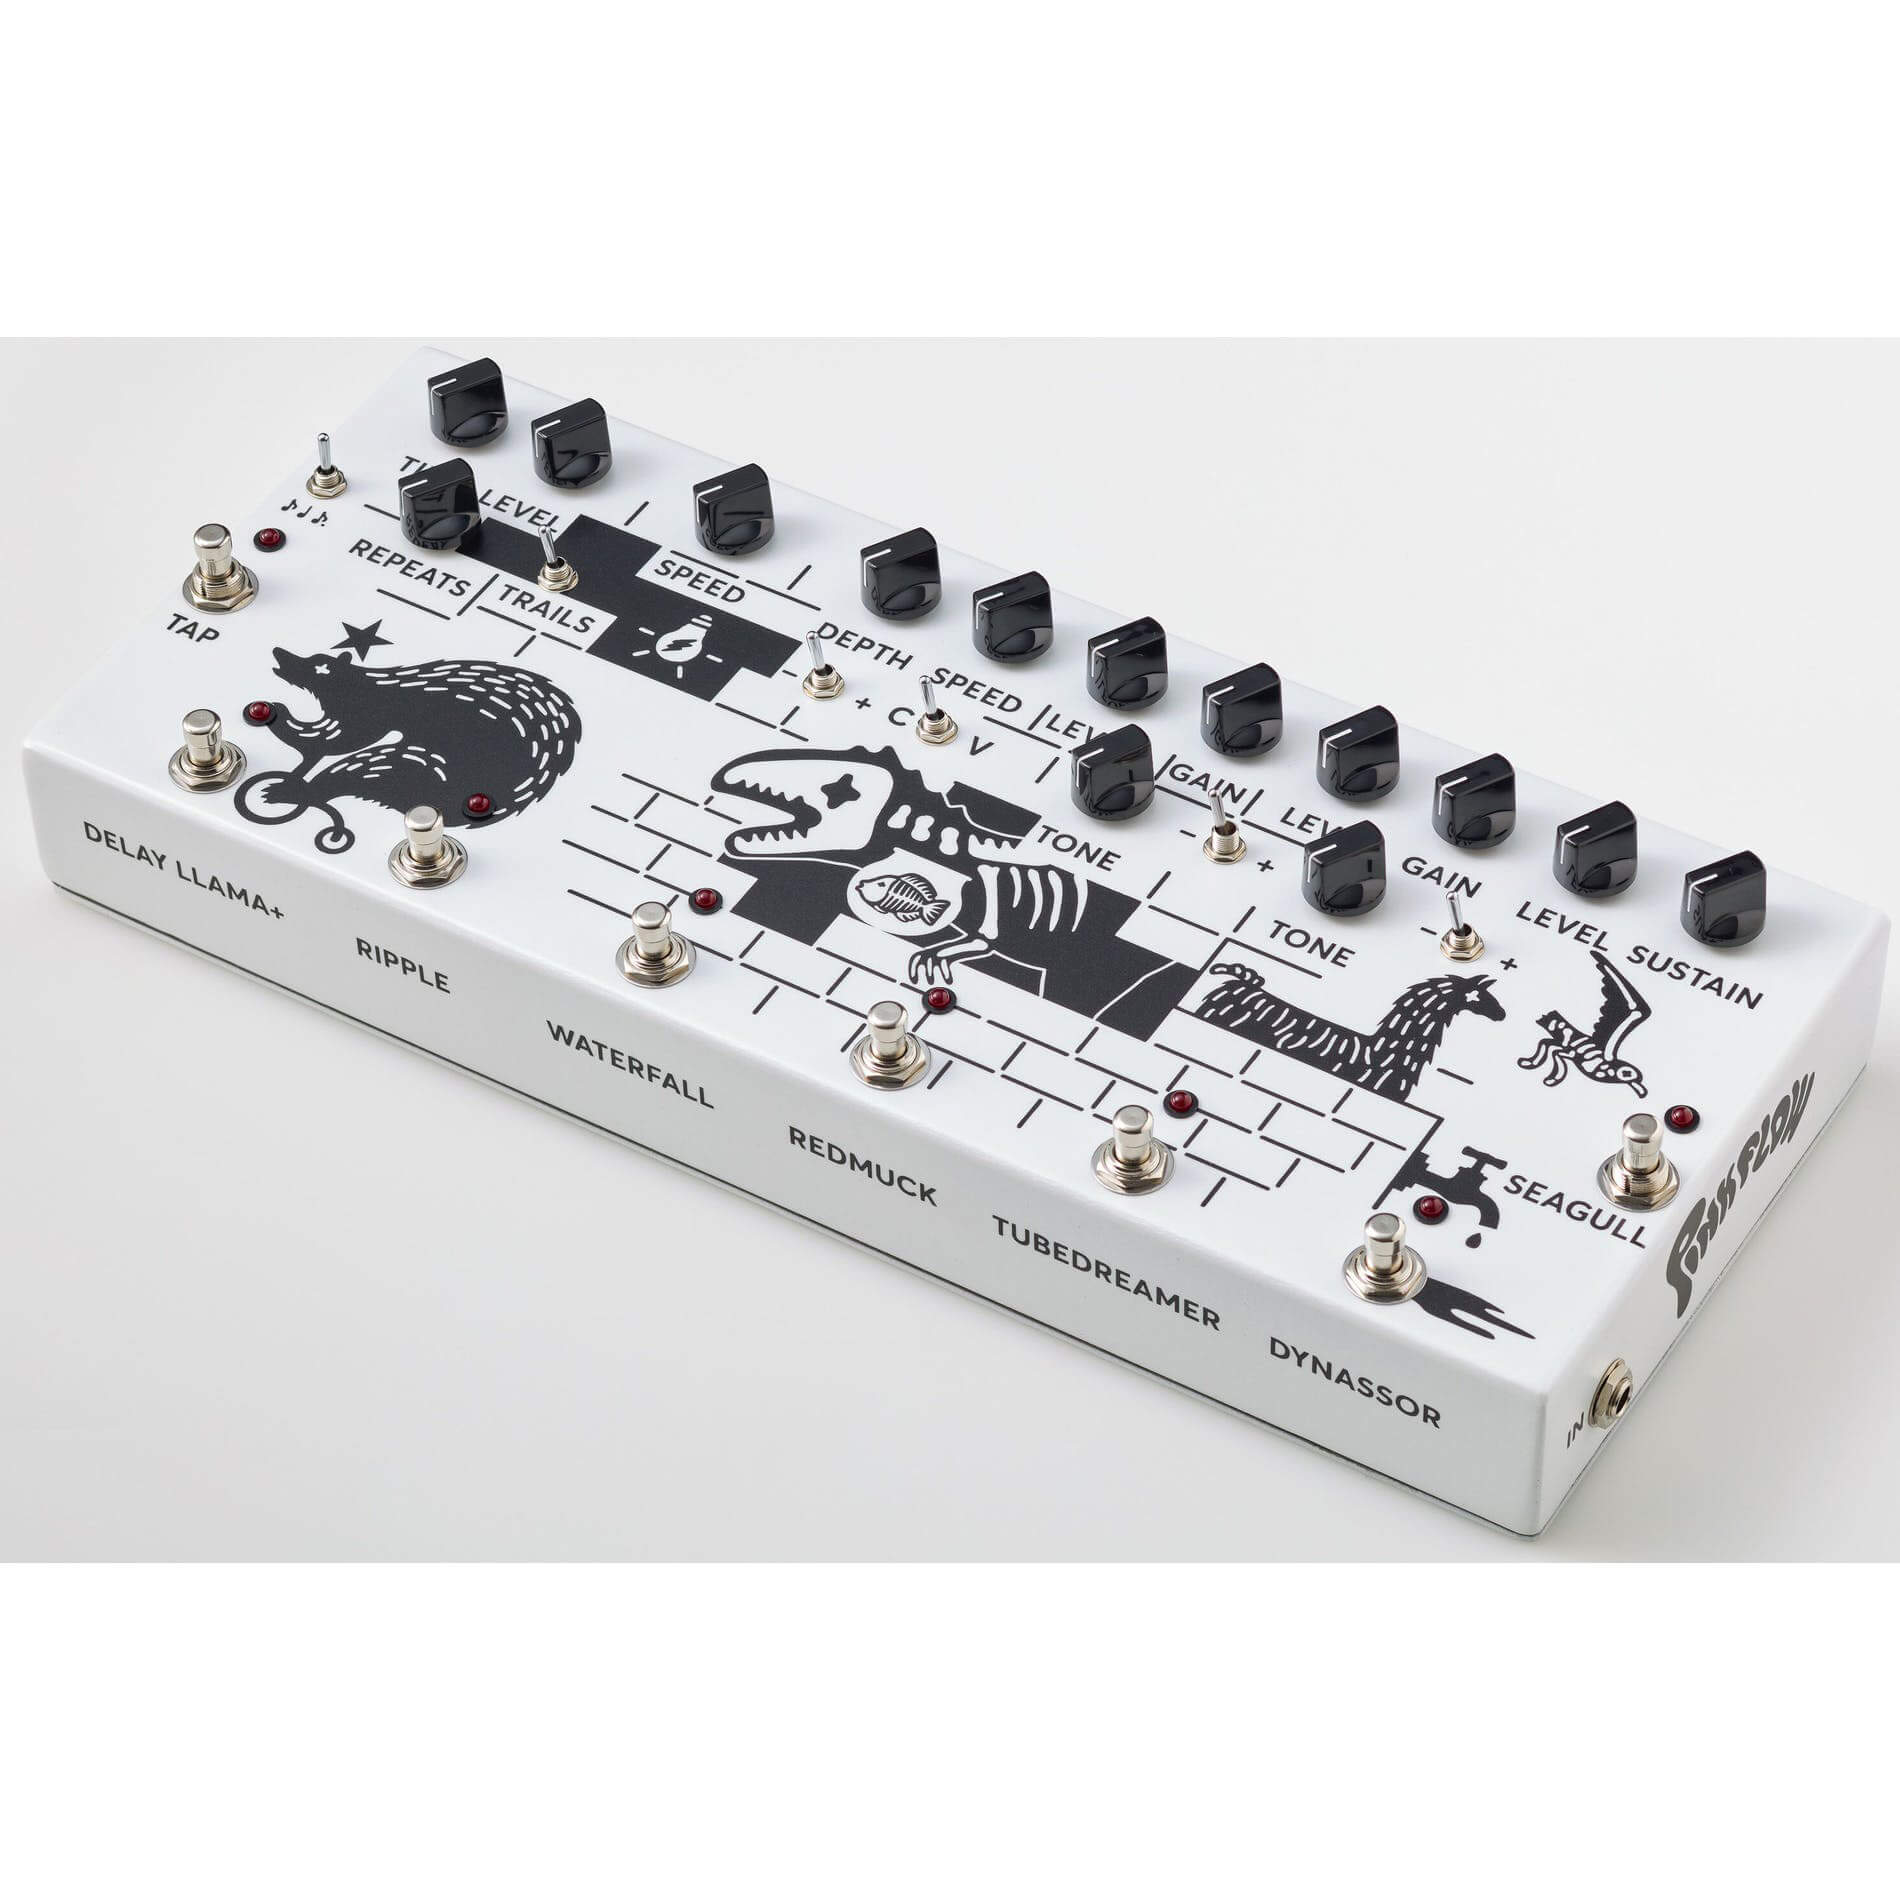 TAP
REPEATS
TRAILS
LEVEL
SPEED
DEPTH
SPEED
- + C V
GAIN
TONE
- +
GAIN
TONE
- +
LEVEL
SUSTAIN
SEAGULL
DELAY LLAMA+
RIPPLE
WATERFALL
REDMUCK
TUBEDREAMER
DYNASSOR
IN